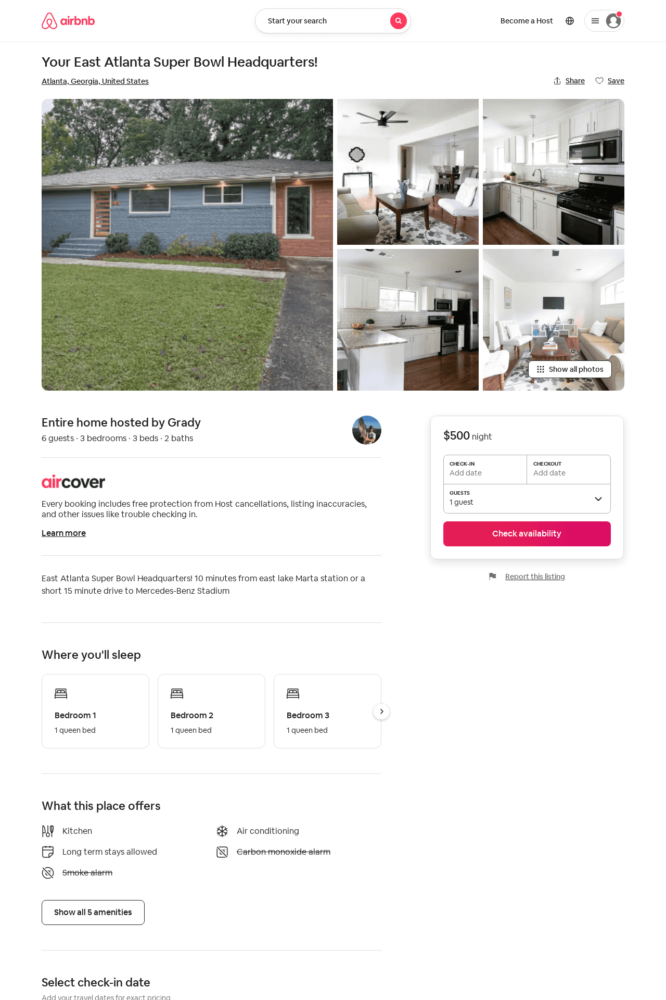 airbnb
Start your search
Become a Host
Your East Atlanta Super Bowl Headquarters!
Atlanta, Georgia, United States
Share
Save
Show all photos
Entire home hosted by Grady
6 guests · 3 bedrooms · 3 beds · 2 baths
$500 night
CHECK-IN
Add date
CHECKOUT
Add date
GUESTS
1 guest
Check availability
Report this listing
aircover
Every booking includes free protection from Host cancellations, listing inaccuracies,
and other issues like trouble checking in.
Learn more
East Atlanta Super Bowl Headquarters! 10 minutes from east lake Marta station or a
short 15 minute drive to Mercedes-Benz Stadium
Where you'll sleep
Bedroom 1
1 queen bed
Bedroom 2
1 queen bed
Bedroom 3
1 queen bed
What this place offers
Kitchen
Air conditioning
Long term stays allowed
Carbon monoxide alarm
Smoke alarm
Show all 5 amenities
Select check-in date
Add your travel dates for exact pricing